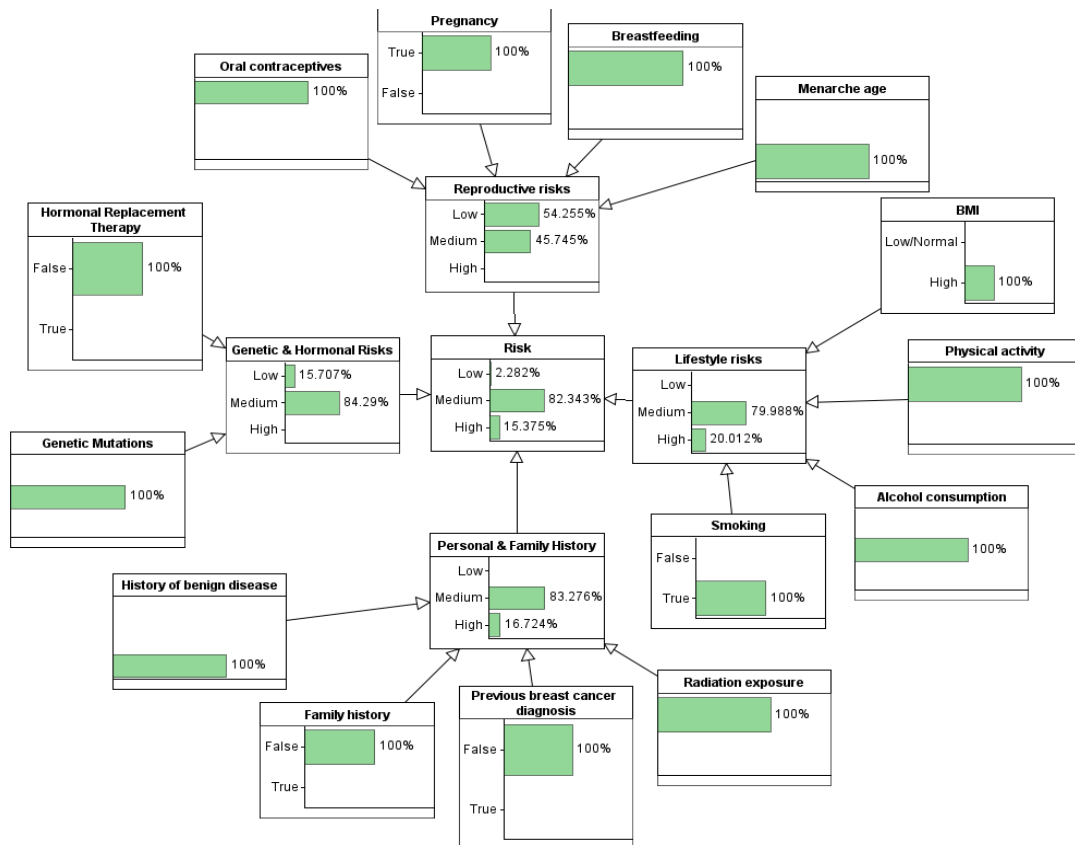 Pregnancy
True 100%
False
Breastfeeding
100%
Oral contraceptives
100%
Menarche age
100%
Reproductive risks
Low 54.255%
Medium 45.745%
High
Hormonal Replacement
Therapy
False 100%
True
BMI
Low/Normal
High 100%
Genetic & Hormonal Risks
Low 15.707%
Medium 84.29%
High
Risk
Low 2.282%
Medium 82.343%
High 15.375%
Lifestyle risks
Low
Medium 79.988%
High 20.012%
Physical activity
100%
Genetic Mutations
100%
Alcohol consumption
100%
Smoking
False
True 100%
Personal & Family History
Low
Medium 83.276%
High 16.724%
History of benign disease
100%
Radiation exposure
100%
Previous breast cancer
diagnosis
False 100%
True
Family history
False 100%
True